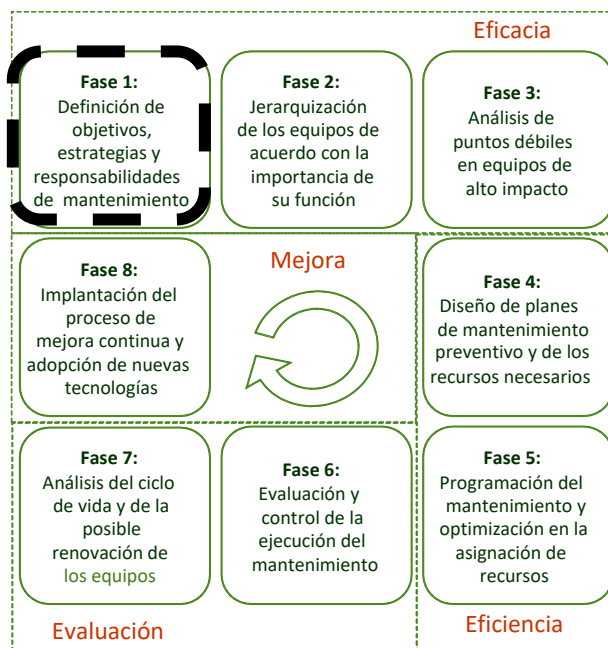 Eficacia
Fase 1:
Definición de
objetivos,
estrategias y
responsabilidades
de mantenimiento
Fase 2:
Jerarquización
de los equipos de
acuerdo con la
importancia de
su función
Fase 3:
Análisis de
puntos débiles
en equipos de
alto impacto
Fase 8:
Implantación del
proceso de
mejora continua y
adopción de nuevas
tecnologías
Mejora
Fase 4:
Diseño de planes
de mantenimiento
preventivo y de los
recursos necesarios
Fase 7:
Análisis del ciclo
de vida y de la
posible
renovación de
los equipos
Fase 6:
Evaluación y
control de la
ejecución del
mantenimiento
Fase 5:
Programación del
mantenimiento y
optimización en la
asignación de
recursos
Evaluación
Eficiencia